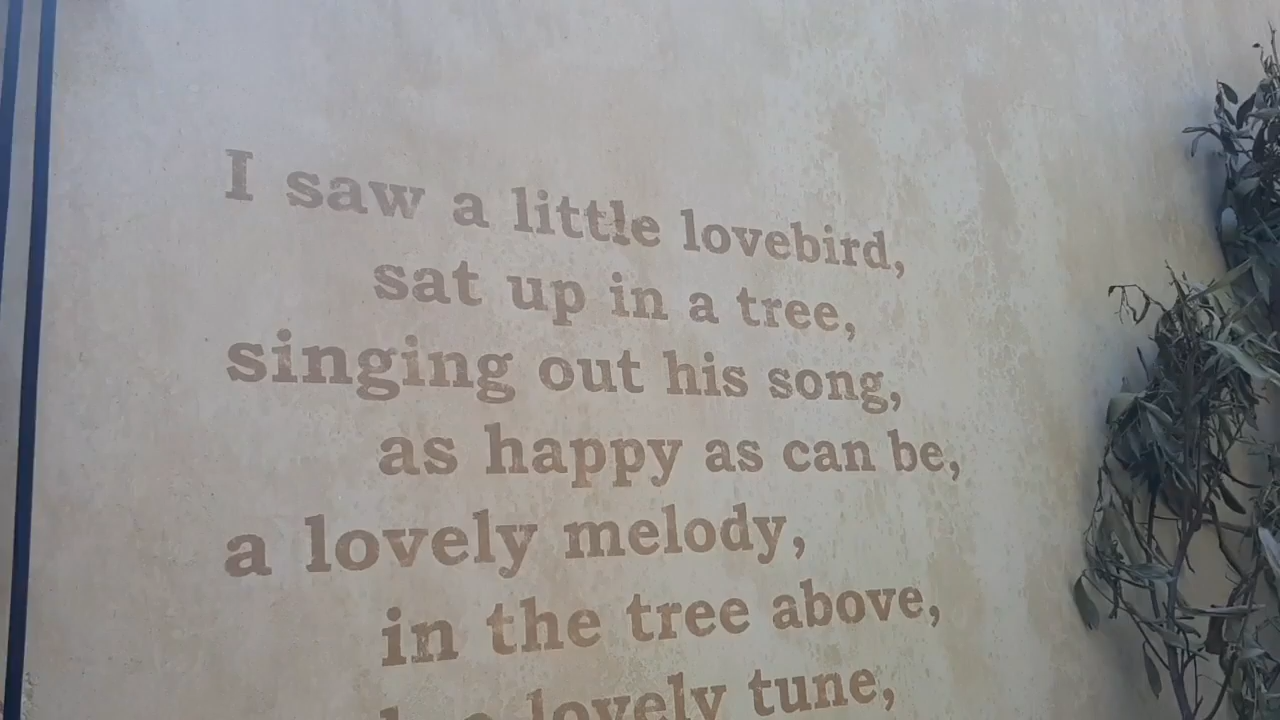 I saw a little lovebird,
sat up in a tree,
singing out his song,
as happy as can be,
a lovely melody,
in the tree above,
lovely tune,